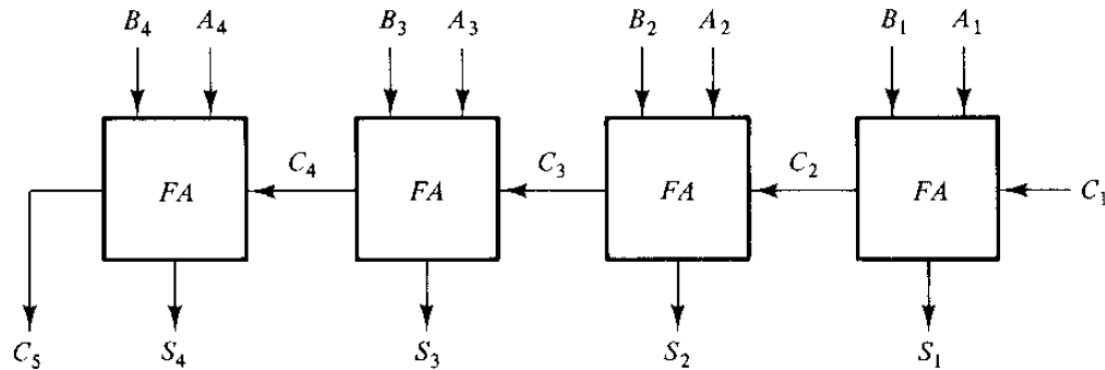 B₄ A₄ B₃ A₃ B₂ A₂ B₁ A₁
C₄ C₃ C₂
FA FA FA FA C₁
C₅ S₄ S₃ S₂ S₁